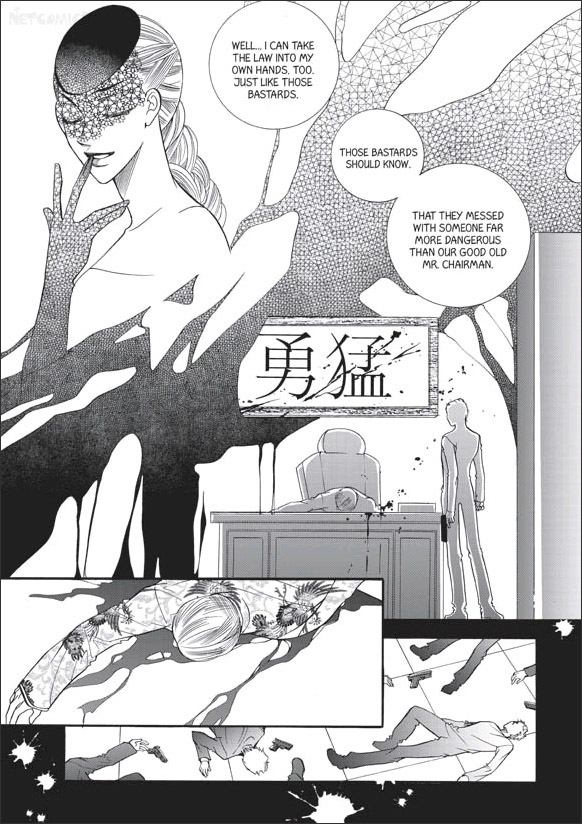 NETCOMICS
WELL... I CAN TAKE
THE LAW INTO MY
OWN HANDS, TOO.
JUST LIKE THOSE
BASTARDS.
THOSE BASTARDS
SHOULD KNOW.
THAT THEY MESSED
WITH SOMEONE FAR
MORE DANGEROUS
THAN OUR GOOD OLD
MR. CHAIRMAN.
勇猛